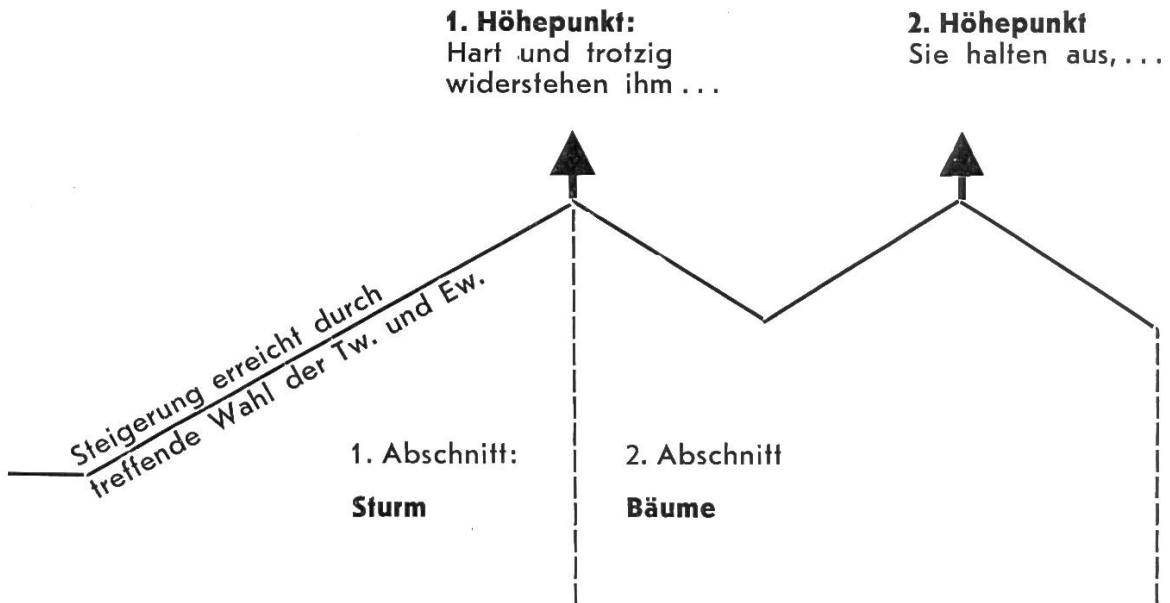 1. Höhepunkt:
Hart und trotzig
widerstehen ihm ...
2. Höhepunkt
Sie halten aus, ...
Steigerung erreicht durch
treffende Wahl der Tw. und Ew.
1. Abschnitt:
Sturm
2. Abschnitt
Bäume